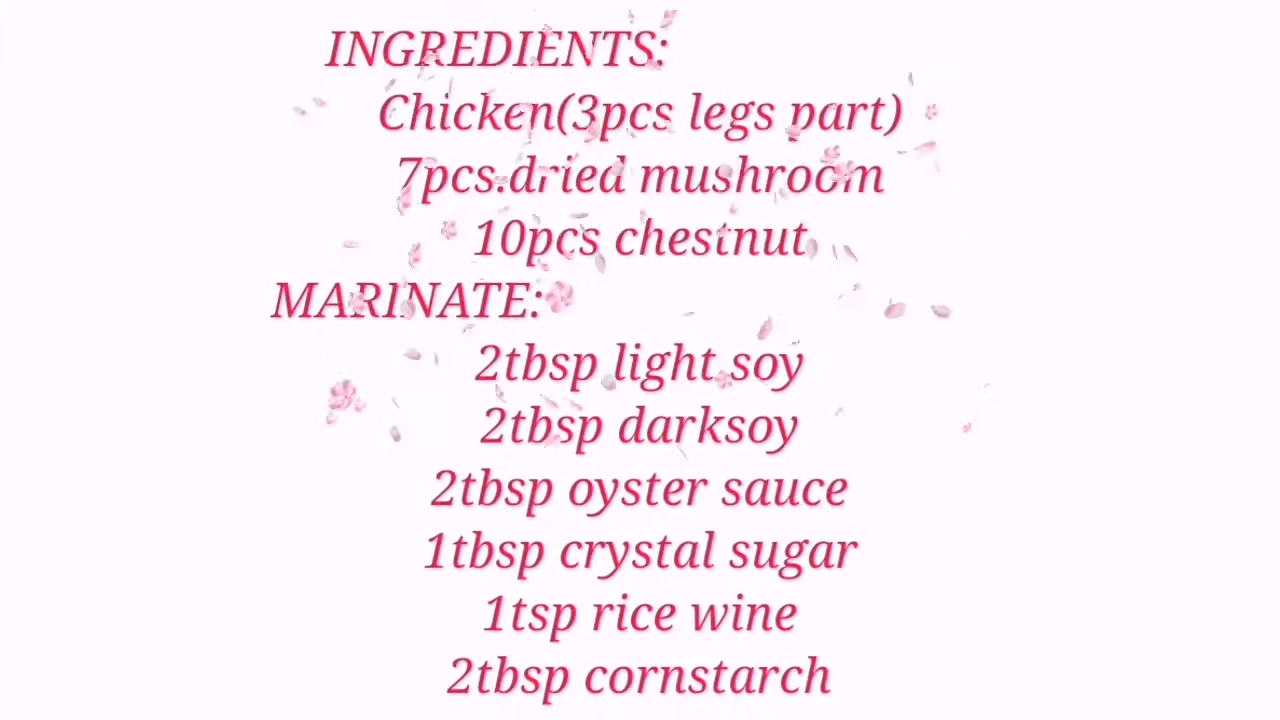 INGREDIENTS:
Chicken(3pcs legs part)
7pcs.dried mushroom
10pcs chestnut
MARINATE:
2tbsp light soy
2tbsp darksoy
2tbsp oyster sauce
1tbsp crystal sugar
1tsp rice wine
2tbsp cornstarch